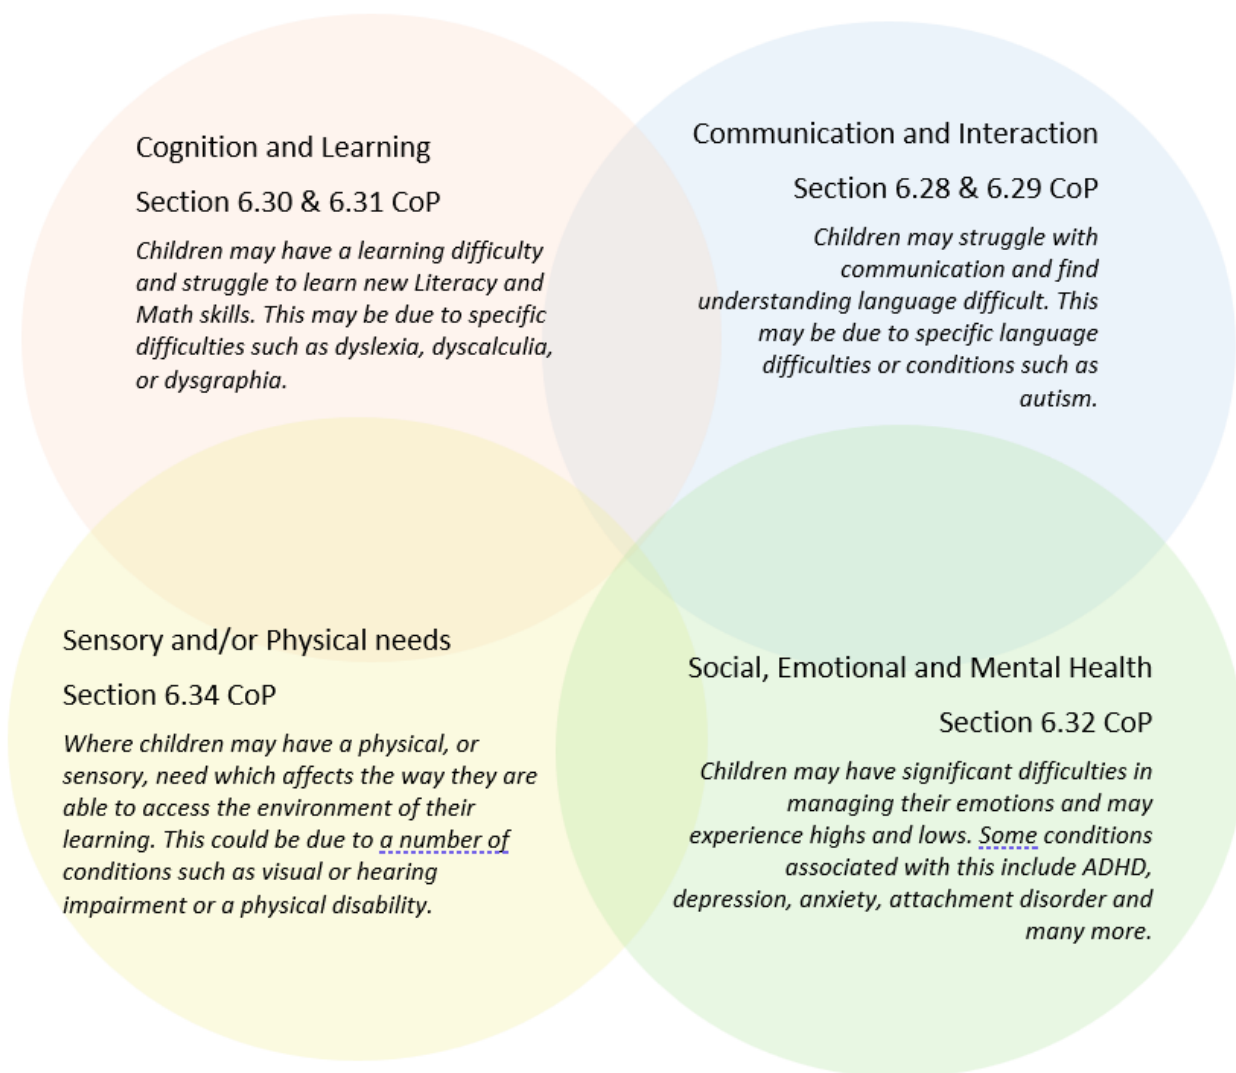 Cognition and Learning
Section 6.30 & 6.31 CoP
Children may have a learning difficulty
and struggle to learn new Literacy and
Math skills. This may be due to specific
difficulties such as dyslexia, dyscalculia,
or dysgraphia.
Communication and Interaction
Section 6.28 & 6.29 CoP
Children may struggle with
communication and find
understanding language difficult. This
may be due to specific language
difficulties or conditions such as
autism.
Sensory and/or Physical needs
Section 6.34 CoP
Where children may have a physical, or
sensory, need which affects the way they are
able to access the environment of their
learning. This could be due to a number of
conditions such as visual or hearing
impairment or a physical disability.
Social, Emotional and Mental Health
Section 6.32 CoP
Children may have significant difficulties in
managing their emotions and may
experience highs and lows. Some conditions
associated with this include ADHD,
depression, anxiety, attachment disorder and
many more.